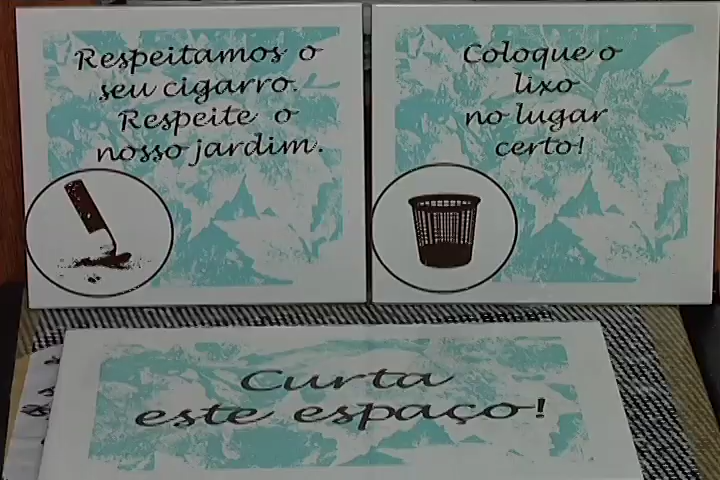 Respeitamos o
seu cigarro.
Respeite o
nosso jardim.
Coloque o
lixo
no lugar
certo!
Curta
este espaço!